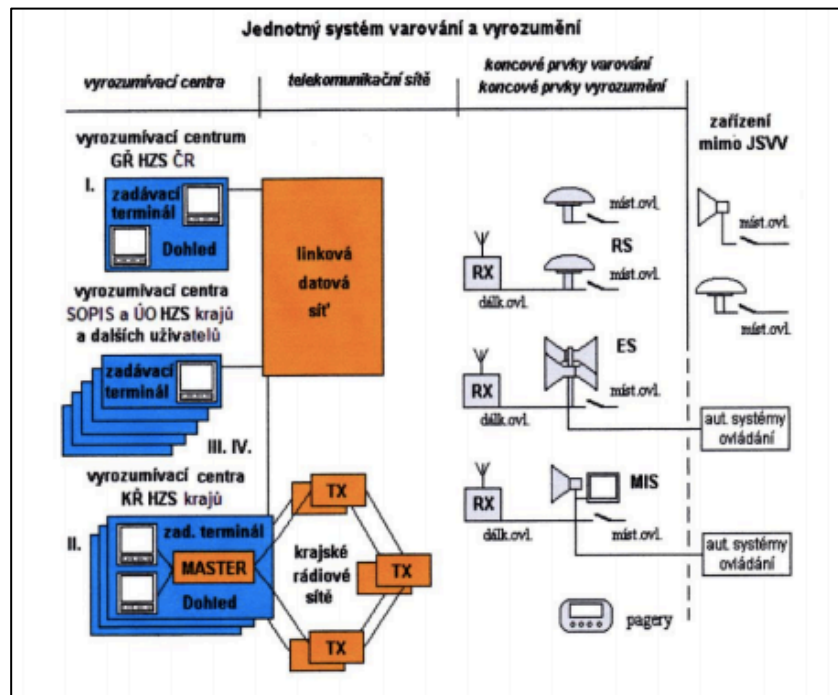 Jednotný systém varování a vyrozumění
vyrozumívací centra
telekomunikační sítě
koncové prvky varování
koncové prvky vyrozumění
zařízení
mimo JSVV
vyrozumívací centrum
GŘ HZS ČR
I.
zadávací
terminál
Dohled
vyrozumívací centra
SOPIS a ÚO HZS krajů
a dalších uživatelů
zadávací
terminál
III. IV.
vyrozumívací centra
KŘ HZS krajů
II.
zad. terminál
MASTER
Dohled
linková
datová
síť
TX
TX
TX
krajské
rádiové
sítě
míst.ovl.
RS
RX
míst.ovl.
dálk.ovl.
ES
RX
míst.ovl.
dálk.ovl.
MIS
RX
míst.ovl.
dálk.ovl.
pagery
míst.ovl.
míst.ovl.
aut. systémy
ovládání
aut. systémy
ovládání